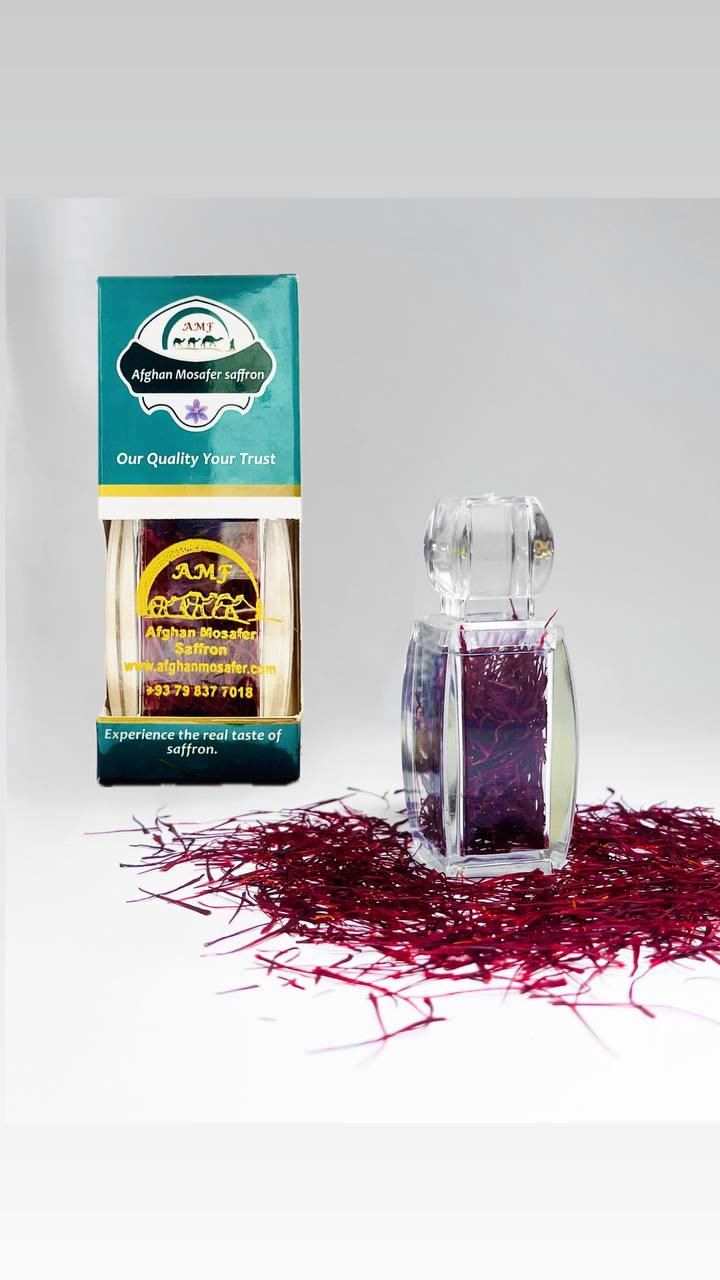 AMF
Afghan Mosafer saffron
Our Quality Your Trust
AMF
Afghan Mosafer
Saffron
www.afghanmosafer.com
+93 79 837 7018
Experience the real taste of
saffron.